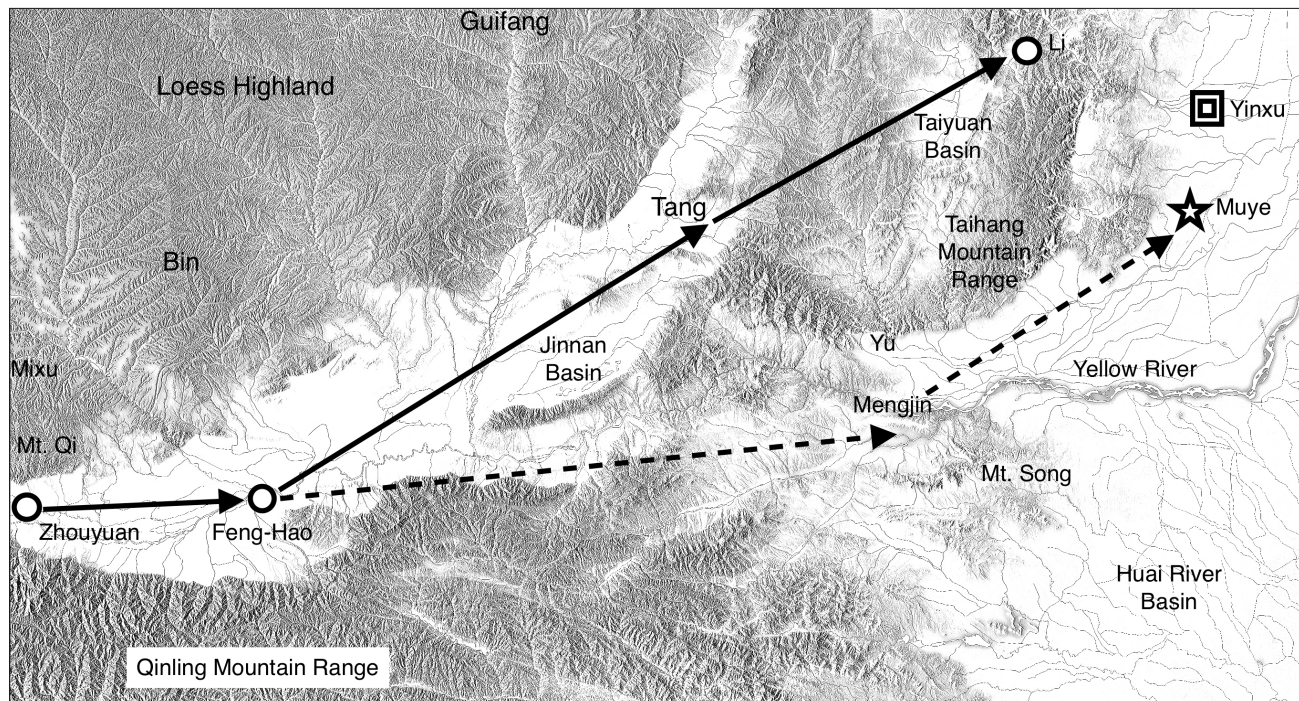 Guifang
Li
Loess Highland
Yinxu
Taiyuan
Basin
Tang
Muye
Taihang
Mountain
Range
Bin
Yu
Jinnan
Basin
Mixu
Yellow River
Mengjin
Mt. Qi
Mt. Song
Zhouyuan
Feng-Hao
Huai River
Basin
Qinling Mountain Range